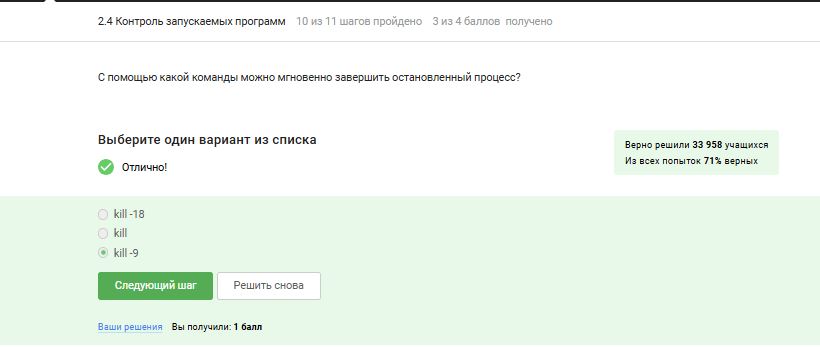 2.4 Контроль запускаемых программ 10 из 11 шагов пройдено 3 из 4 баллов получено
С помощью какой команды можно мгновенно завершить остановленный процесс?
Выберите один вариант из списка
Верно решили 33 958 учащихся
Из всех попыток 71% верных
Отлично!
kill -18
kill
kill -9
Следующий шаг Решить снова
Ваши решения Вы получили: 1 балл